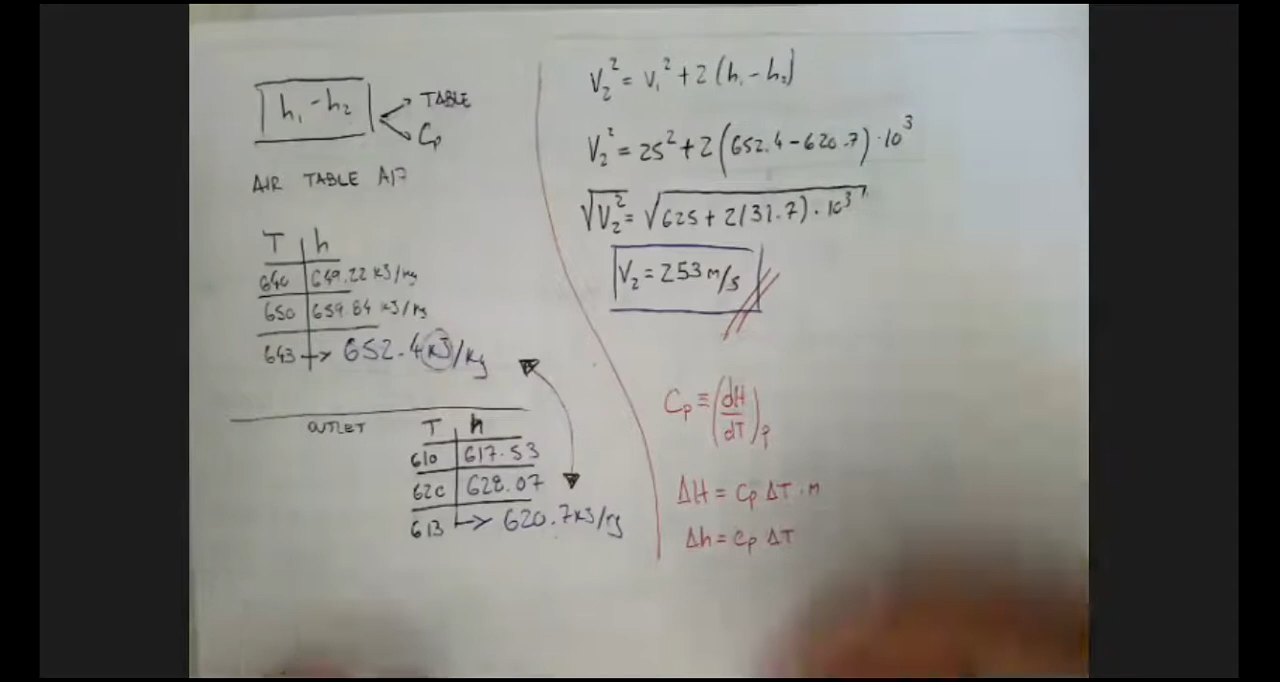 h₁ - h₂
TABLE
Cp
AIR TABLE A17
T h
640 649.22 kJ/kg
650 659.84 kJ/kg
643 → 652.4 kJ/kg
OUTLET
T h
610 617.53
620 628.07
613 → 620.7 kJ/kg
V₂² = V₁² + 2 (h₁ - h₂)
V₂² = 25² + 2 (652.4 - 620.7) · 10³
√V₂² = √625 + 2(31.7) · 10³
V₂ = 253 m/s
Cp ≡ (dH/dT)p
ΔH = Cp ΔT · m
Δh = Cp ΔT